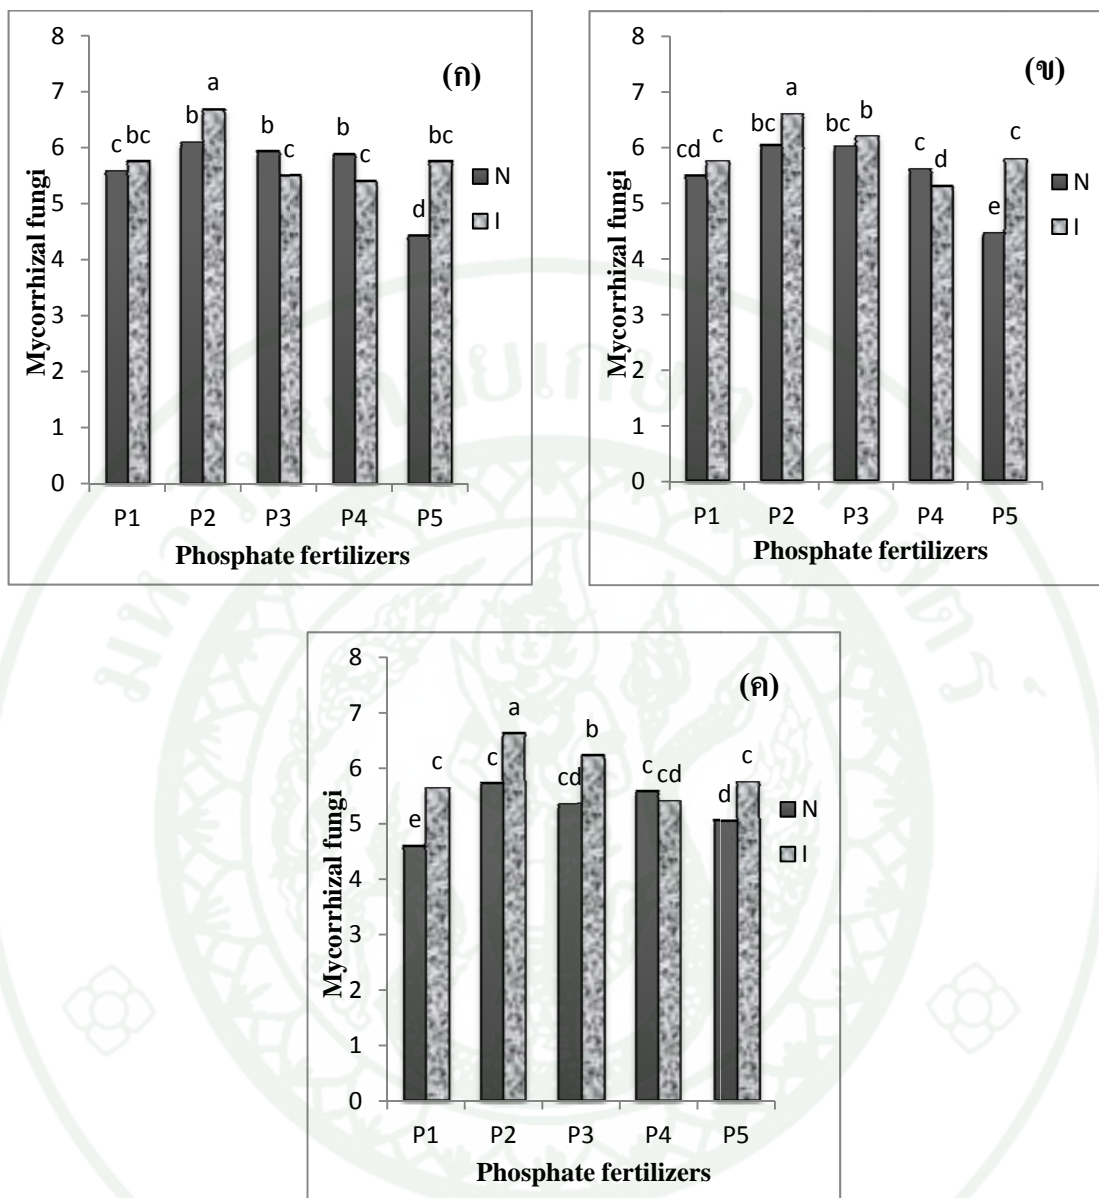 (ก)
8
7
6
5
4
3
2
1
0
Mycorrhizal fungi
c bc b a b c b c d bc
N
I
P1 P2 P3 P4 P5
Phosphate fertilizers
(ข)
8
7
6
5
4
3
2
1
0
Mycorrhizal fungi
cd c bc a bc b c d e c
N
I
P1 P2 P3 P4 P5
Phosphate fertilizers
(ค)
8
7
6
5
4
3
2
1
0
Mycorrhizal fungi
e c c a cd b c cd d c
N
I
P1 P2 P3 P4 P5
Phosphate fertilizers